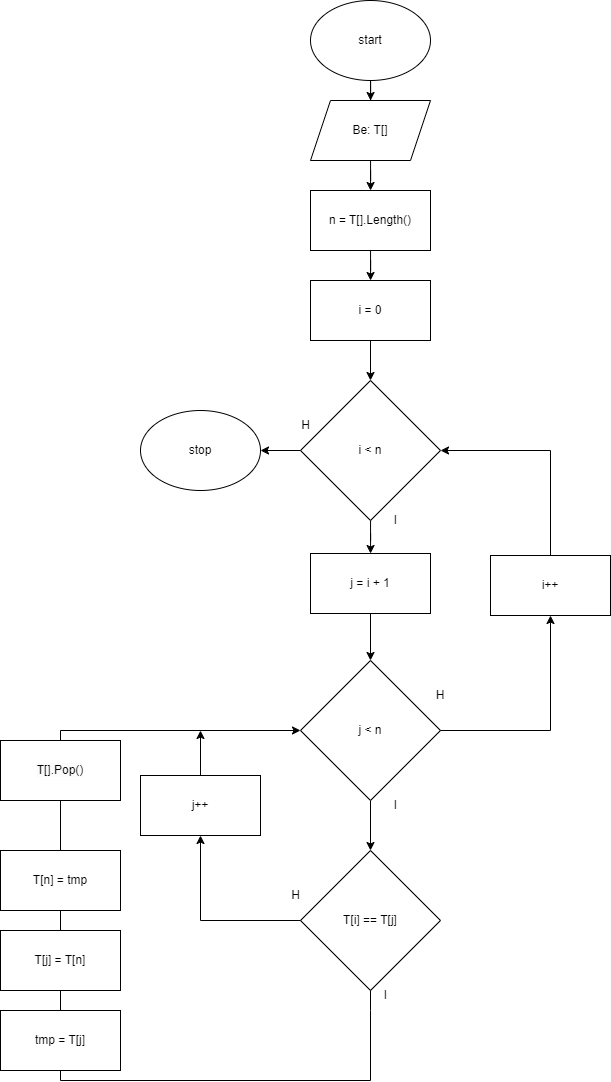 start
Be: T[]
n = T[].Length()
i = 0
H
i < n
stop
I
j = i + 1
i++
H
j < n
T[].Pop()
j++
I
T[n] = tmp
H
T[i] == T[j]
T[j] = T[n]
I
tmp = T[j]